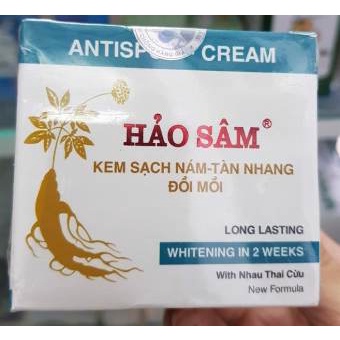 CREAM
HẢO SÂM®
KEM SẠCH NÁM-TÀN NHANG
ĐỒI MỒI
LONG LASTING
WHITENING IN 2 WEEKS
With Nhau Thai Cừu
New Formula